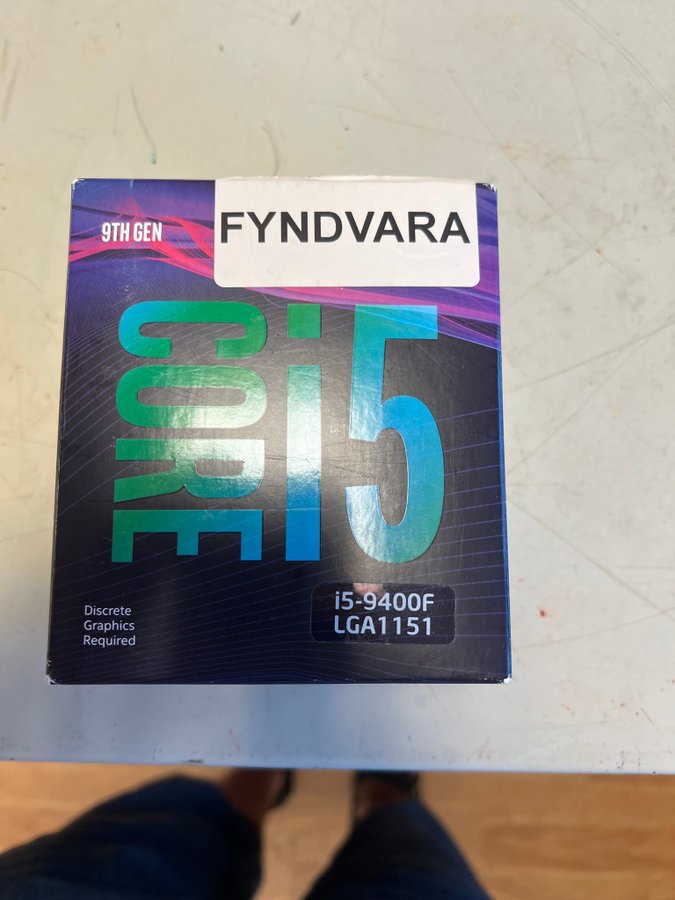 9TH GEN
FYNDVARA
CORE i5
i5-9400F
LGA1151
Discrete
Graphics
Required